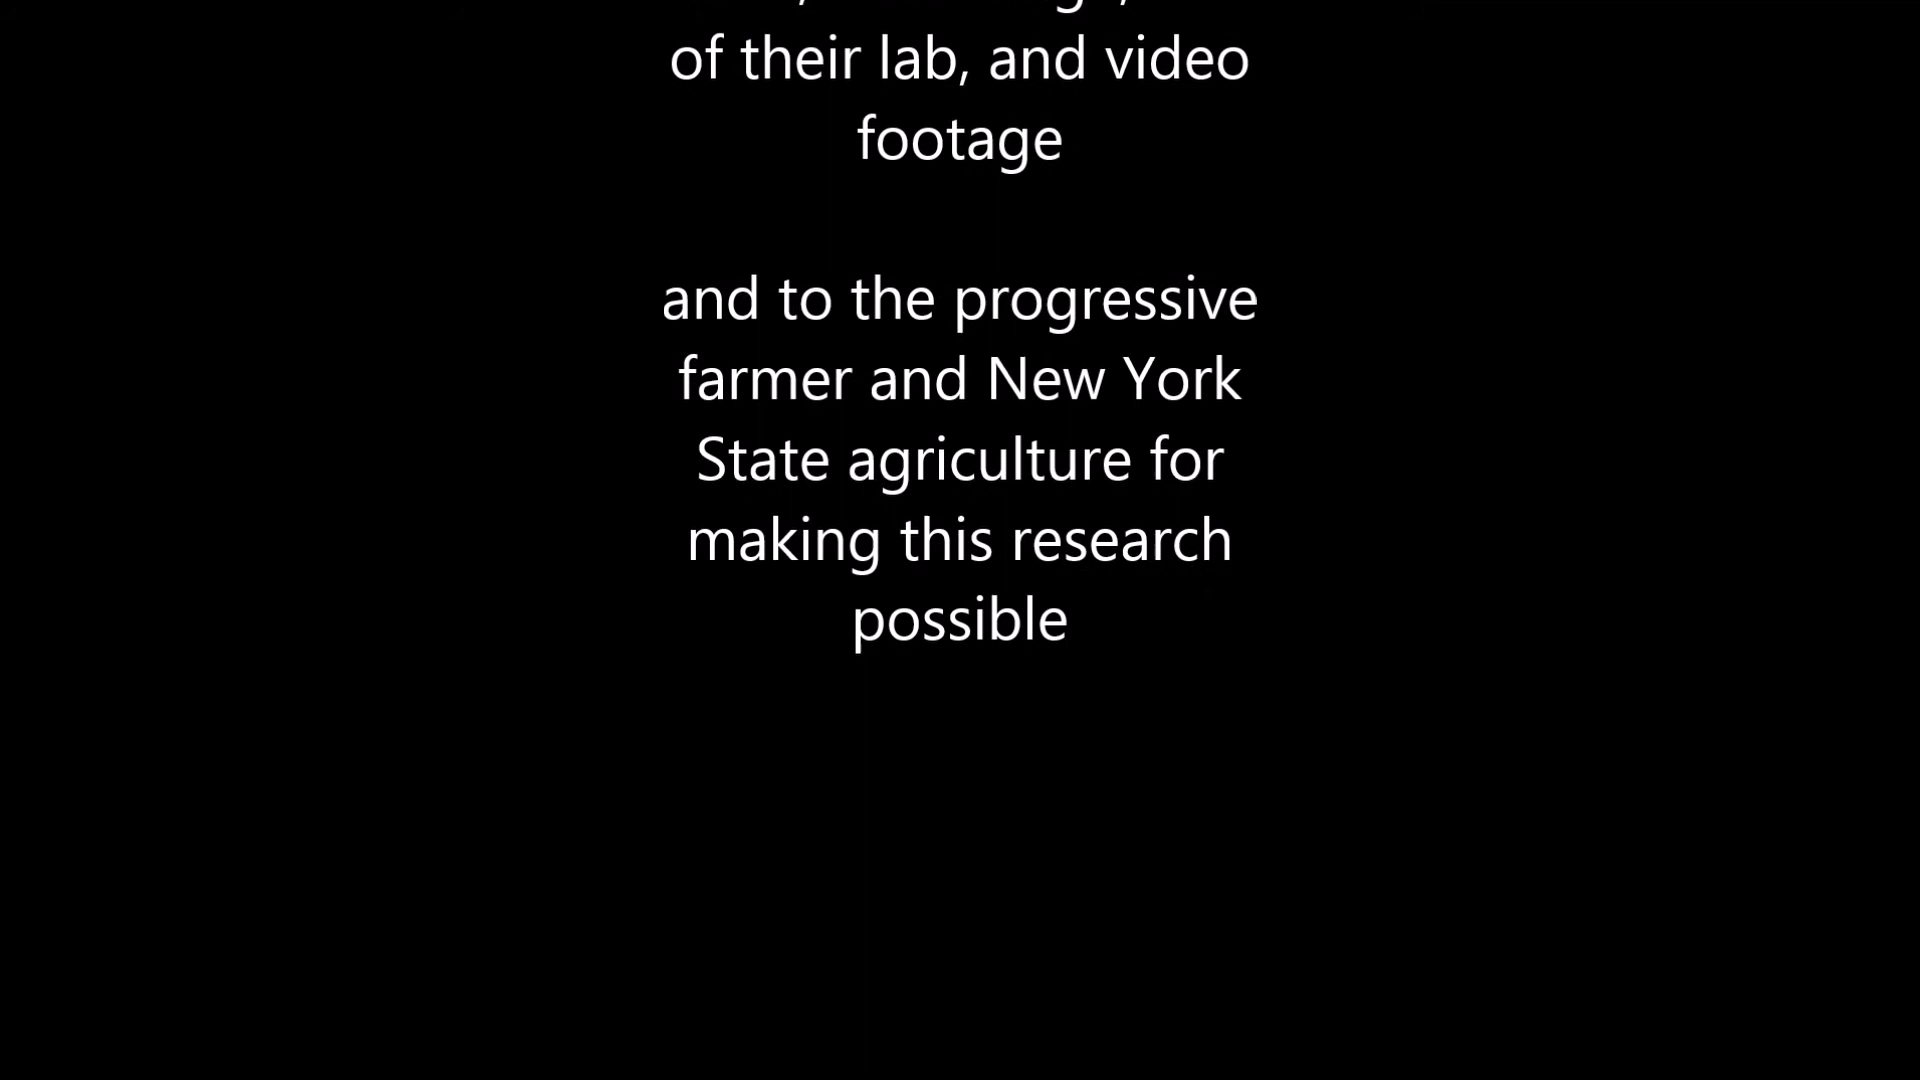 of their lab, and video
footage
and to the progressive
farmer and New York
State agriculture for
making this research
possible